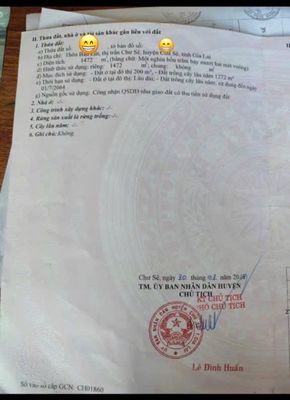 II. Thửa đất, nhà ở và tài sản khác gắn liền với đất
1. Thửa đất:
a) Thửa đất số: , tờ bản đồ số:
b) Địa chỉ: Thôn Hàu Lâu, thị trấn Chư Sê, huyện Chư Sê, tỉnh Gia Lai
c) Diện tích: 1472 m², (bằng chữ: Một nghìn bốn trăm bảy mươi hai mét vuông)
d) Hình thức sử dụng: riêng: 1472 m²; chung: không m²
đ) Mục đích sử dụng: - Đất ở tại đô thị 200 m²; - Đất trồng cây lâu năm 1272 m²
e) Thời hạn sử dụng: - Đất ở tại đô thị: Lâu dài; - Đất trồng cây lâu năm, sử dụng đến ngày
01/7/2064
g) Nguồn gốc sử dụng: Công nhận QSDĐ như giao đất có thu tiền sử dụng đất
2. Nhà ở: -/-
3. Công trình xây dựng khác: -/-
4. Rừng sản xuất là rừng trồng: -/-
5. Cây lâu năm: -/-
6. Ghi chú: Không.
Chư Sê, ngày 30 tháng 01 năm
TM. ỦY BAN NHÂN DÂN HUYỆN
CHỦ TỊCH
KT. CHỦ TỊCH
PHÓ CHỦ TỊCH
Lê Đình Huấn
Số vào sổ cấp GCN: CH01860